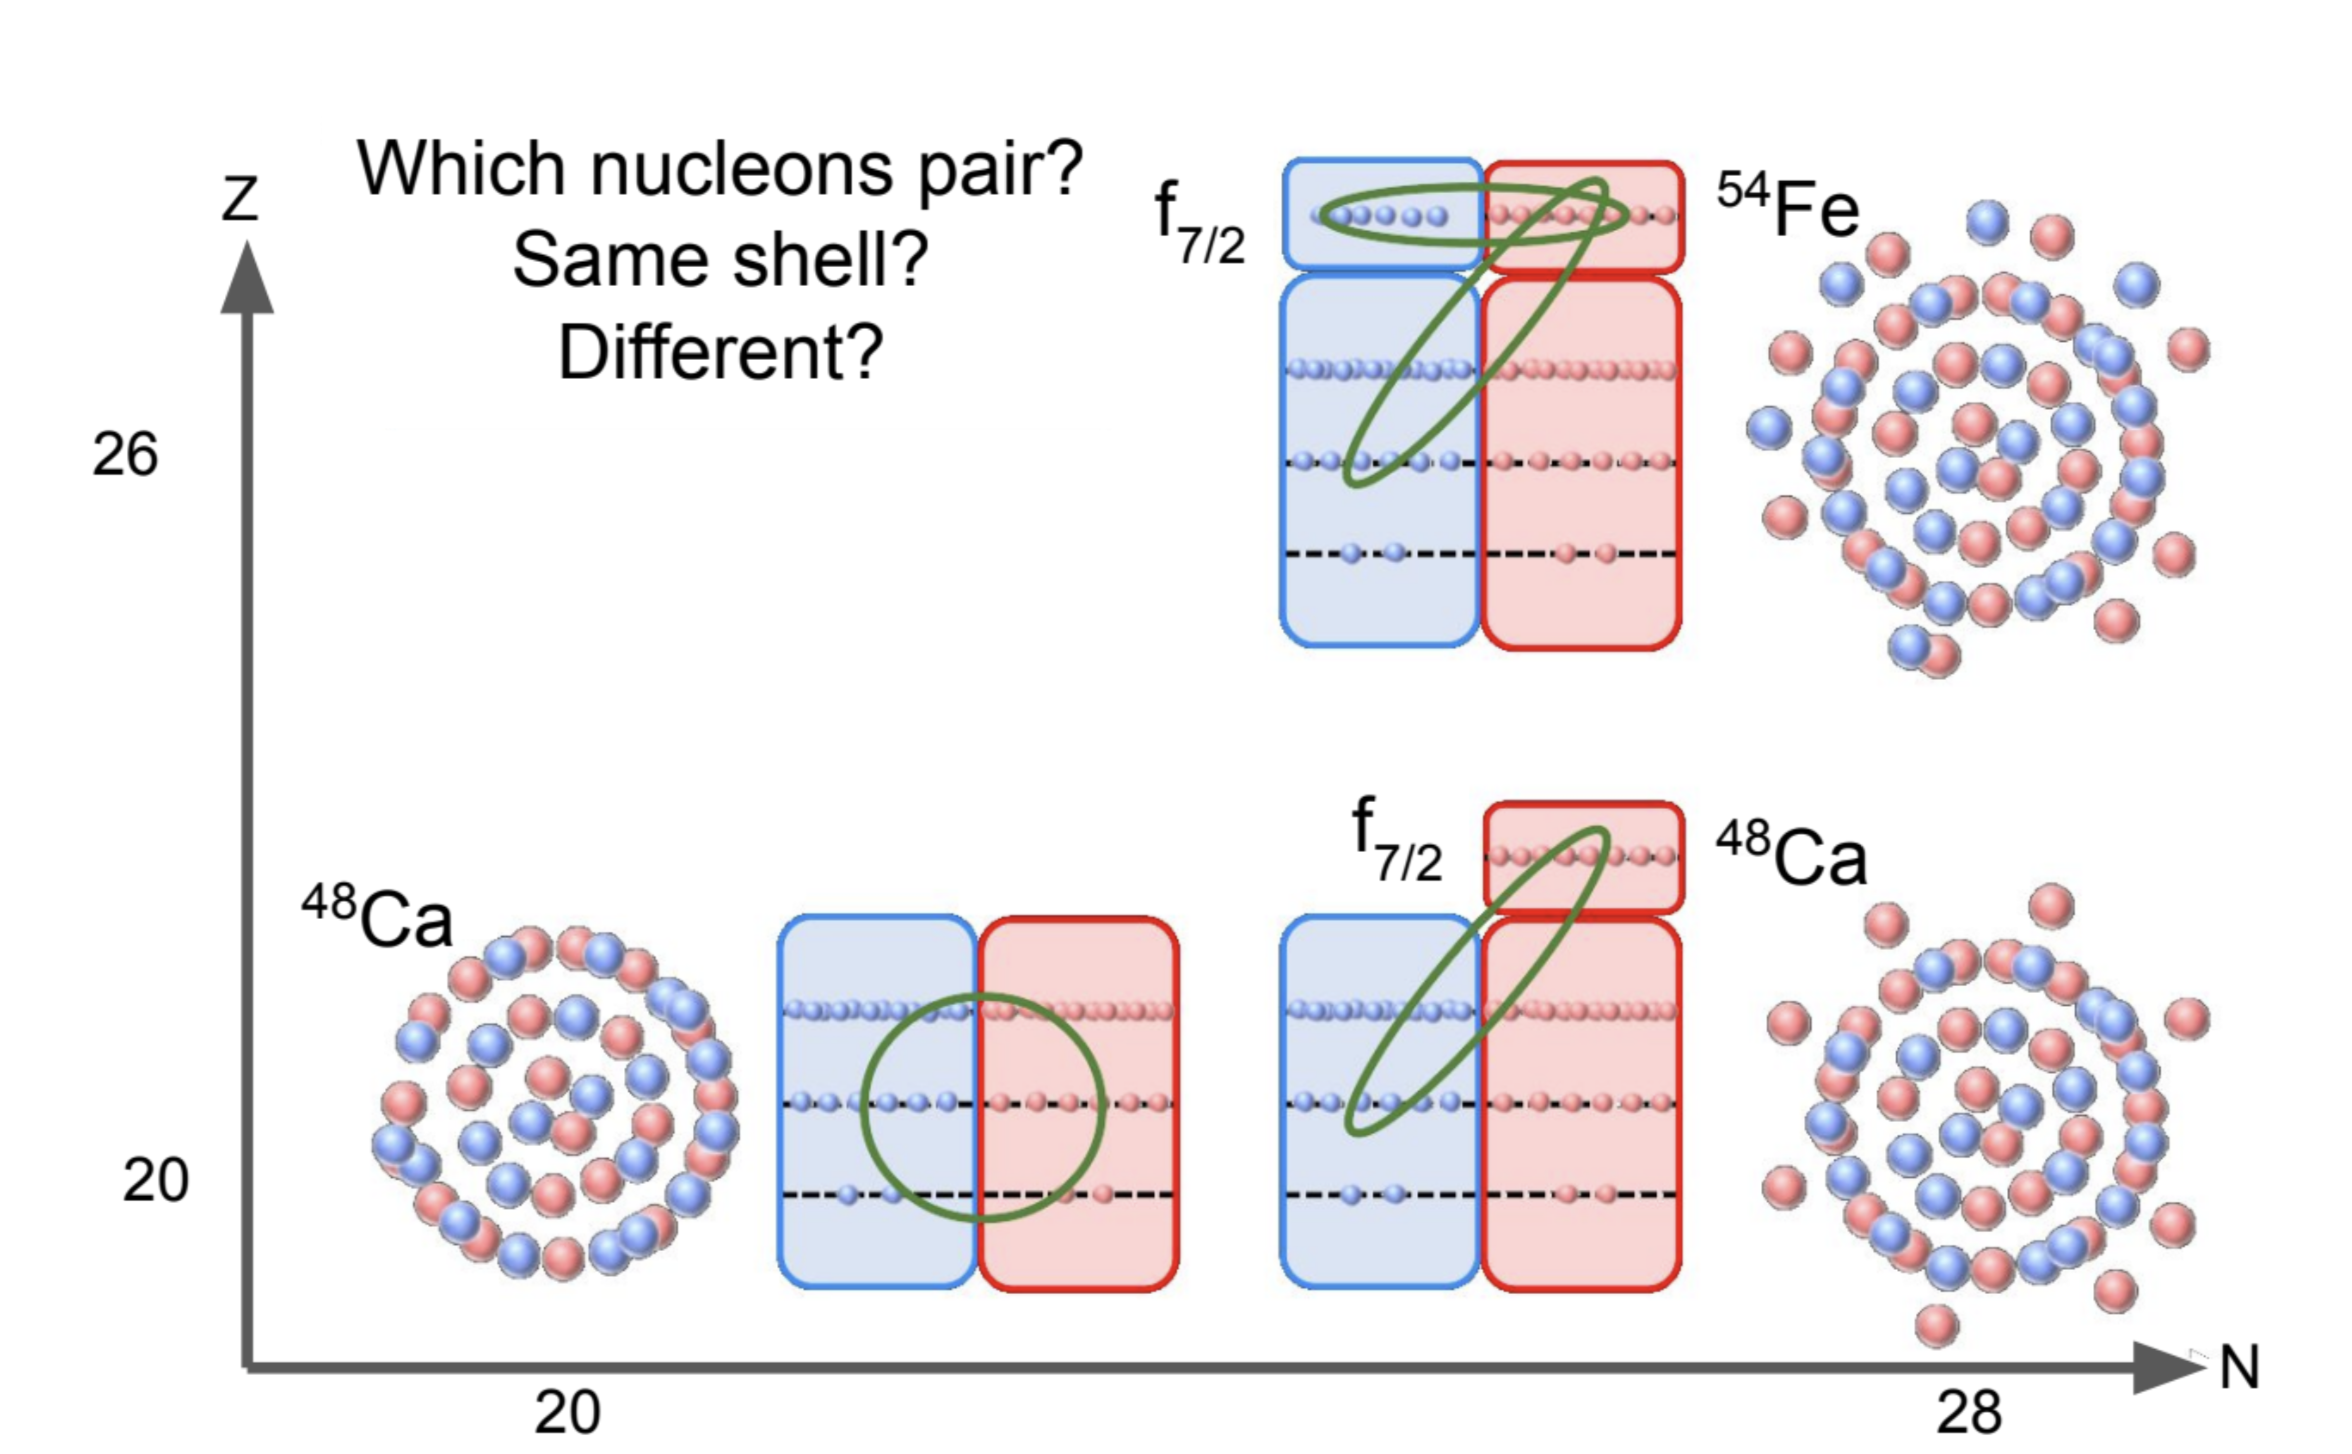 Which nucleons pair?
Same shell?
Different?
Z
f7/2
54Fe
26
f7/2
48Ca
48Ca
20
N
20
28